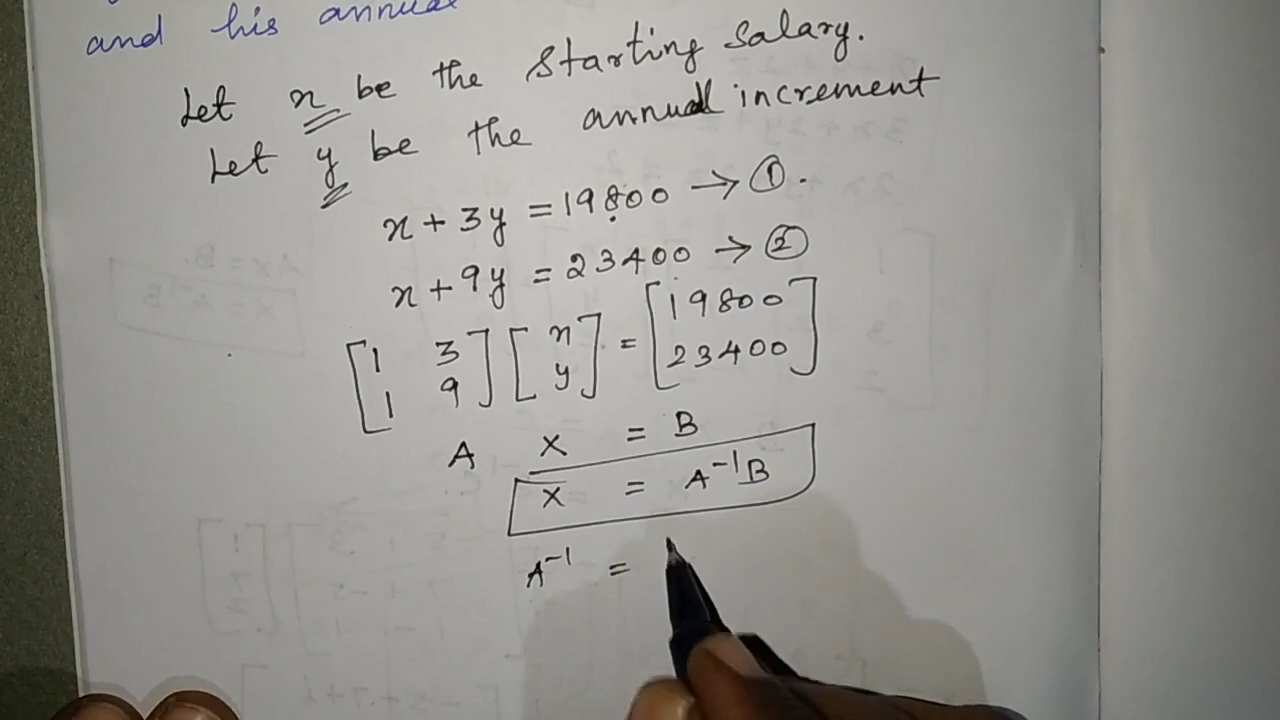 and his annual
Let x be the starting salary.
Let y be the annual increment
x + 3y = 19800 → ①.
x + 9y = 23400 → ②
[1 3 [x = [19800
1 9] y] 23400]
A X = B
X = A⁻¹B
A⁻¹ =